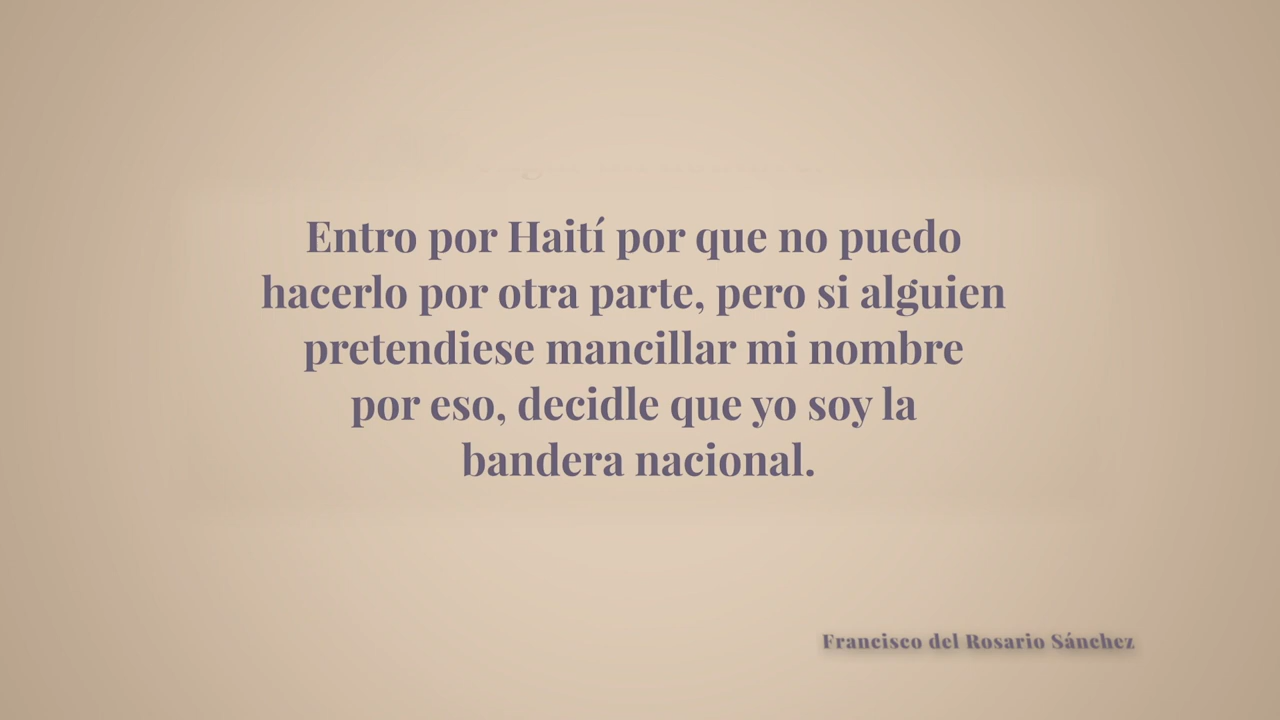 Entro por Haití por que no puedo
hacerlo por otra parte, pero si alguien
pretendiese mancillar mi nombre
por eso, decidle que yo soy la
bandera nacional.
Francisco del Rosario Sánchez